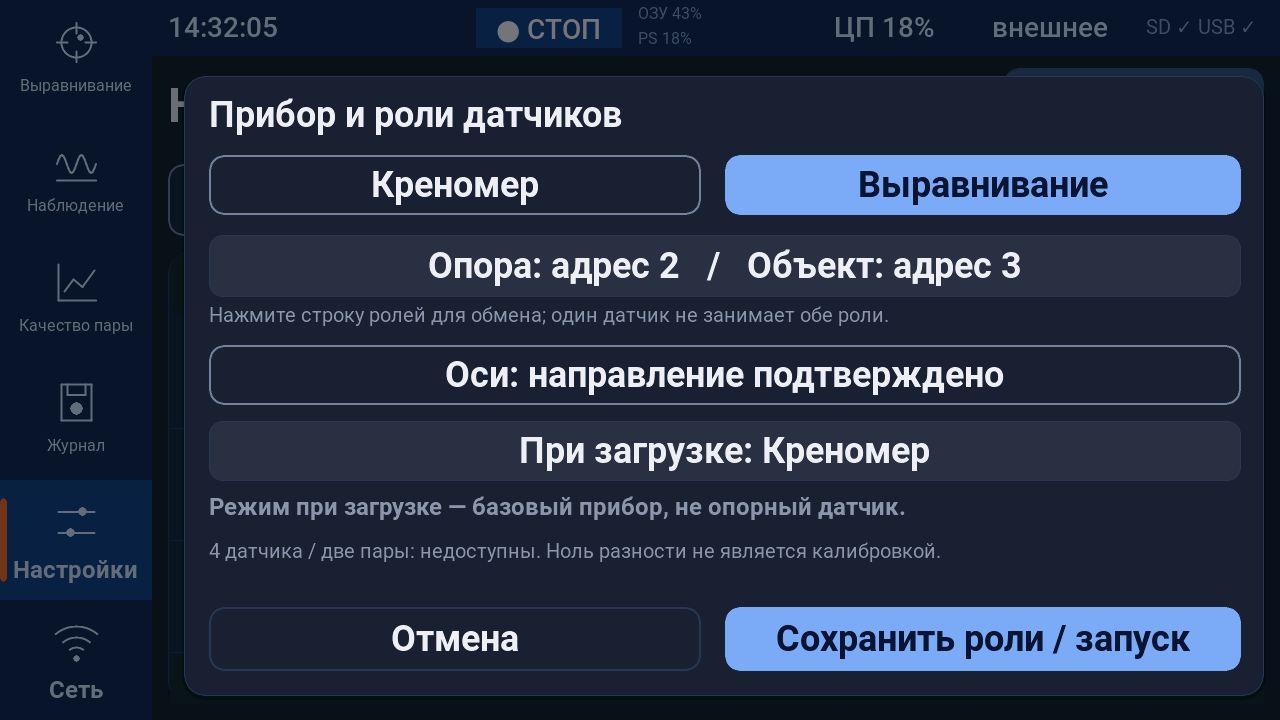 14:32:05
СТОП
ОЗУ 43%
PS 18%
ЦП 18%
внешнее
SD ✓ USB ✓
Выравнивание
Наблюдение
Качество пары
Журнал
Настройки
Сеть
Прибор и роли датчиков
Креномер
Выравнивание
Опора: адрес 2 / Объект: адрес 3
Нажмите строку ролей для обмена; один датчик не занимает обе роли.
Оси: направление подтверждено
При загрузке: Креномер
Режим при загрузке — базовый прибор, не опорный датчик.
4 датчика / две пары: недоступны. Ноль разности не является калибровкой.
Отмена
Сохранить роли / запуск